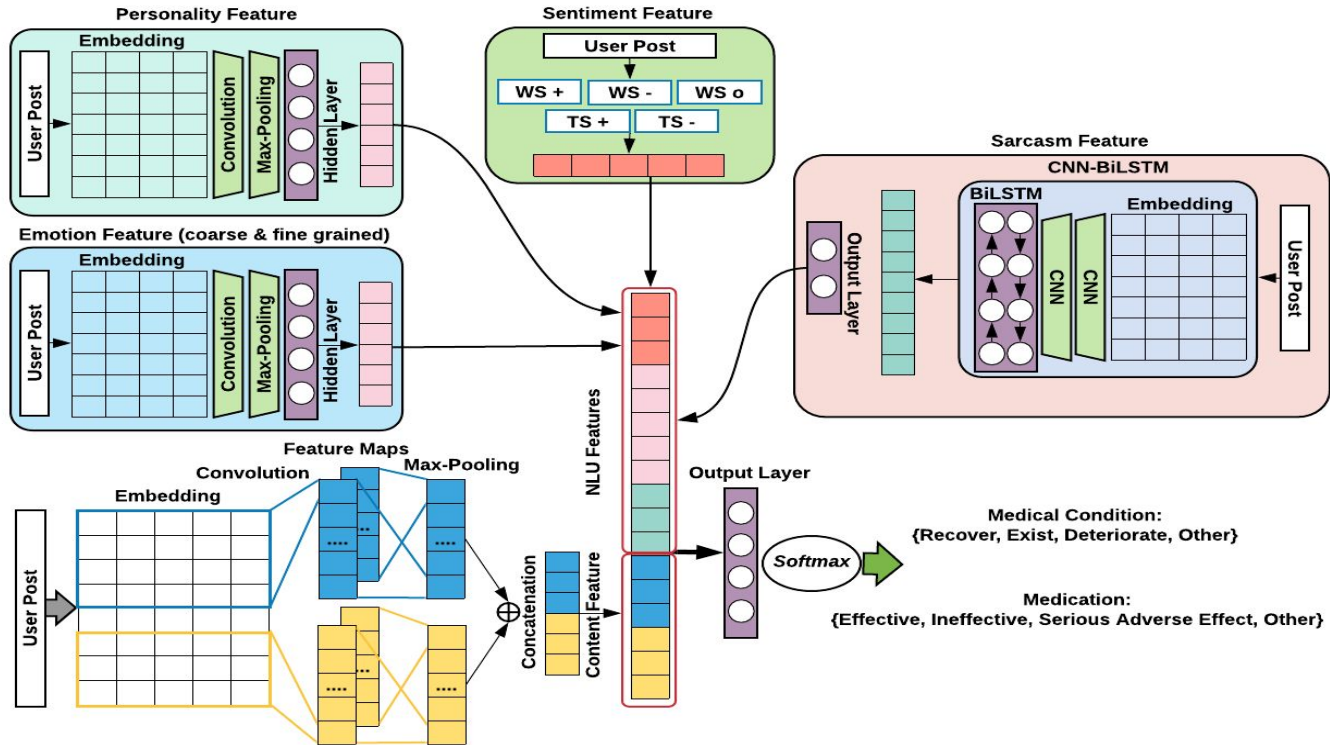 Personality Feature
Embedding
User Post
Convolution
Max-Pooling
Hidden Layer
Sentiment Feature
User Post
WS +
WS -
WS o
TS +
TS -
Sarcasm Feature
CNN-BiLSTM
BiLSTM
Embedding
Output Layer
CNN
CNN
User Post
Emotion Feature (coarse & fine grained)
Embedding
User Post
Convolution
Max-Pooling
Hidden Layer
NLU Features
Feature Maps
Convolution
Max-Pooling
Embedding
User Post
....
..
....
....
....
Concatenation
Content Feature
Output Layer
Softmax
Medical Condition:
{Recover, Exist, Deteriorate, Other}
Medication:
{Effective, Ineffective, Serious Adverse Effect, Other}